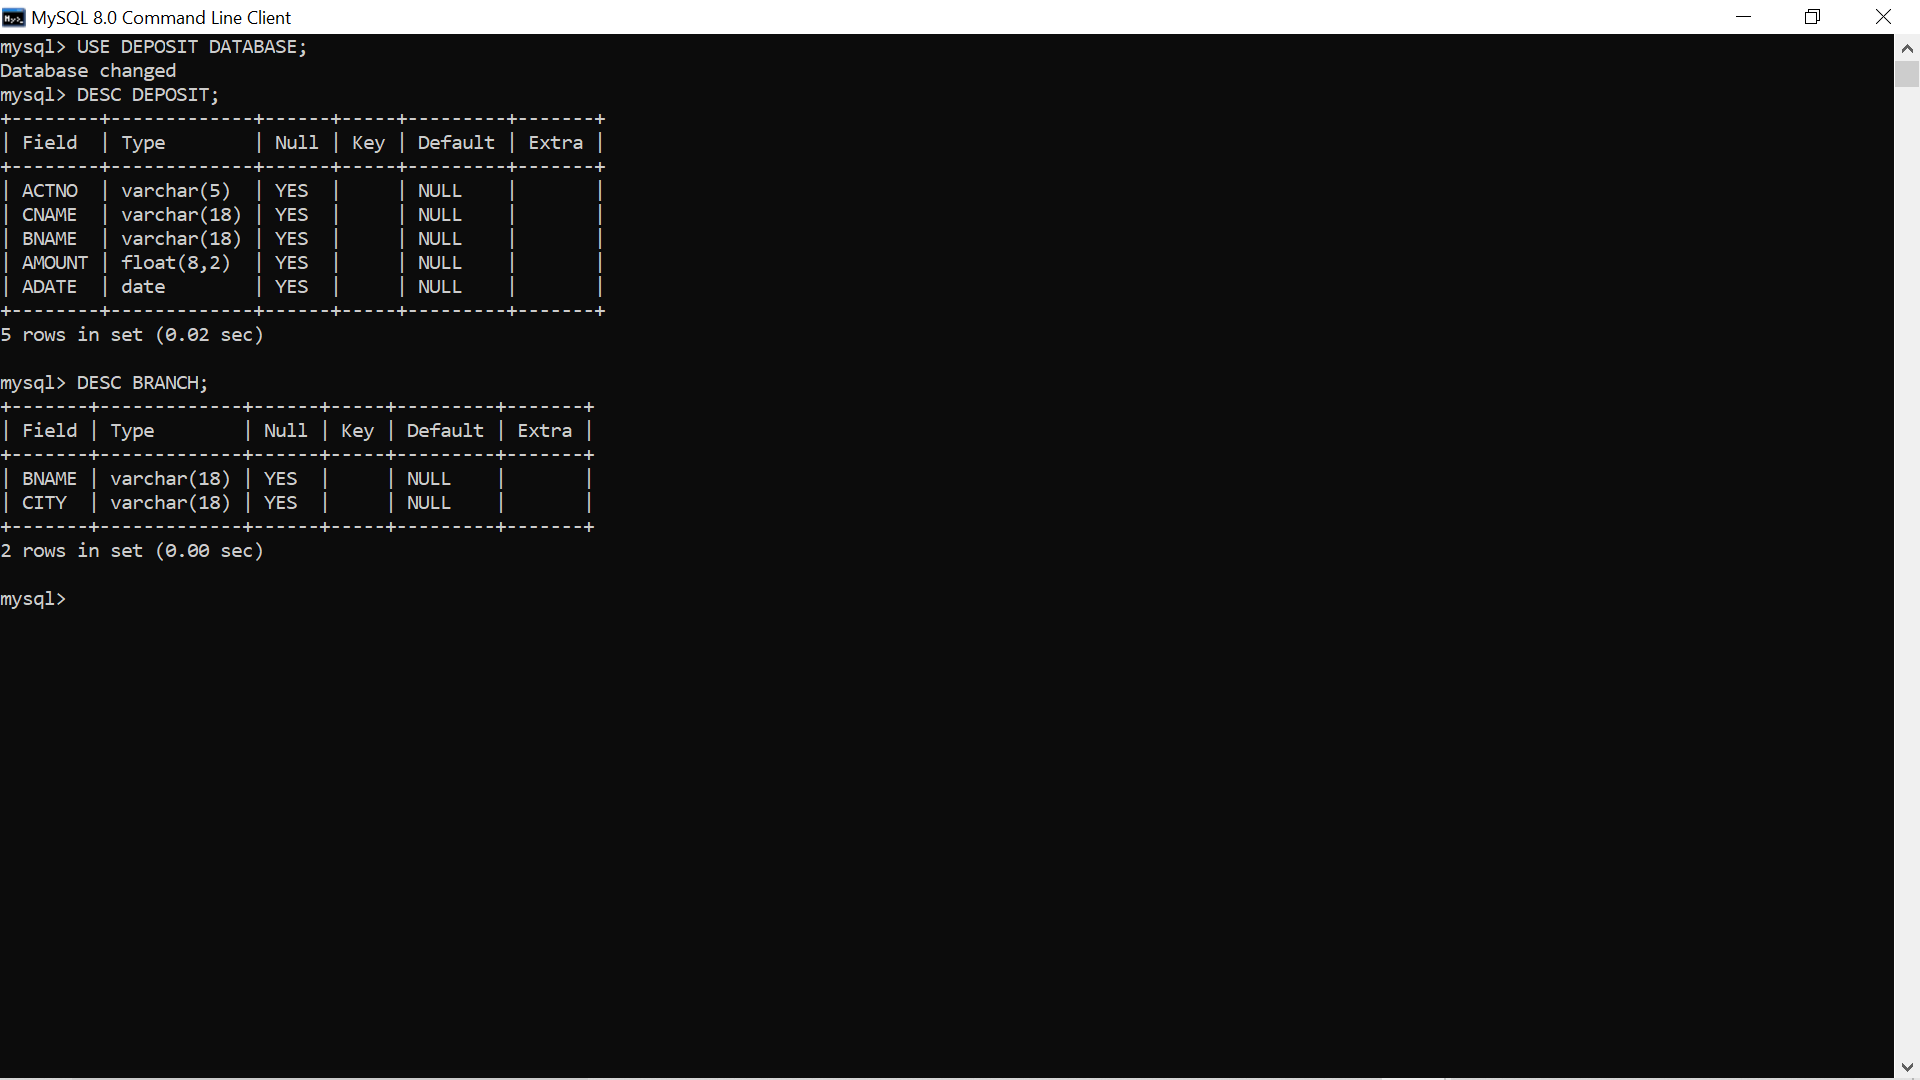 MySQL 8.0 Command Line Client
mysql> USE DEPOSIT DATABASE;
Database changed
mysql> DESC DEPOSIT;
+--------+-------------+------+-----+---------+-------+
| Field  | Type        | Null | Key | Default | Extra |
+--------+-------------+------+-----+---------+-------+
| ACTNO  | varchar(5)  | YES  |     | NULL    |       |
| CNAME  | varchar(18) | YES  |     | NULL    |       |
| BNAME  | varchar(18) | YES  |     | NULL    |       |
| AMOUNT | float(8,2)  | YES  |     | NULL    |       |
| ADATE  | date        | YES  |     | NULL    |       |
+--------+-------------+------+-----+---------+-------+
5 rows in set (0.02 sec)
mysql> DESC BRANCH;
+-------+-------------+------+-----+---------+-------+
| Field | Type        | Null | Key | Default | Extra |
+-------+-------------+------+-----+---------+-------+
| BNAME | varchar(18) | YES  |     | NULL    |       |
| CITY  | varchar(18) | YES  |     | NULL    |       |
+-------+-------------+------+-----+---------+-------+
2 rows in set (0.00 sec)
mysql>